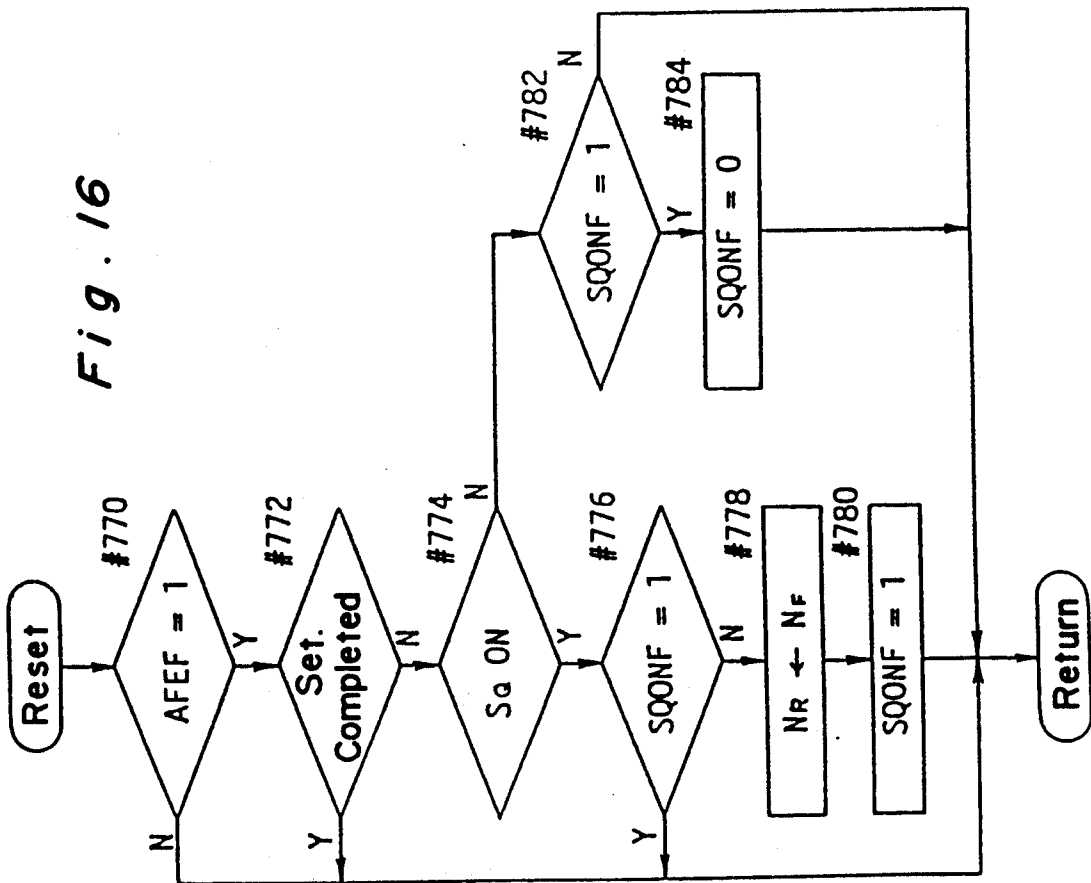 Fig. 16
Reset
#770
AFEF = 1
N
Y
#772
Set.
Completed
Y
N
#774
SQ ON
N
Y
#776
SQONF = 1
Y
N
#778
NR ← NF
#780
SQONF = 1
#782
SQONF = 1
N
Y
#784
SQONF = 0
Return